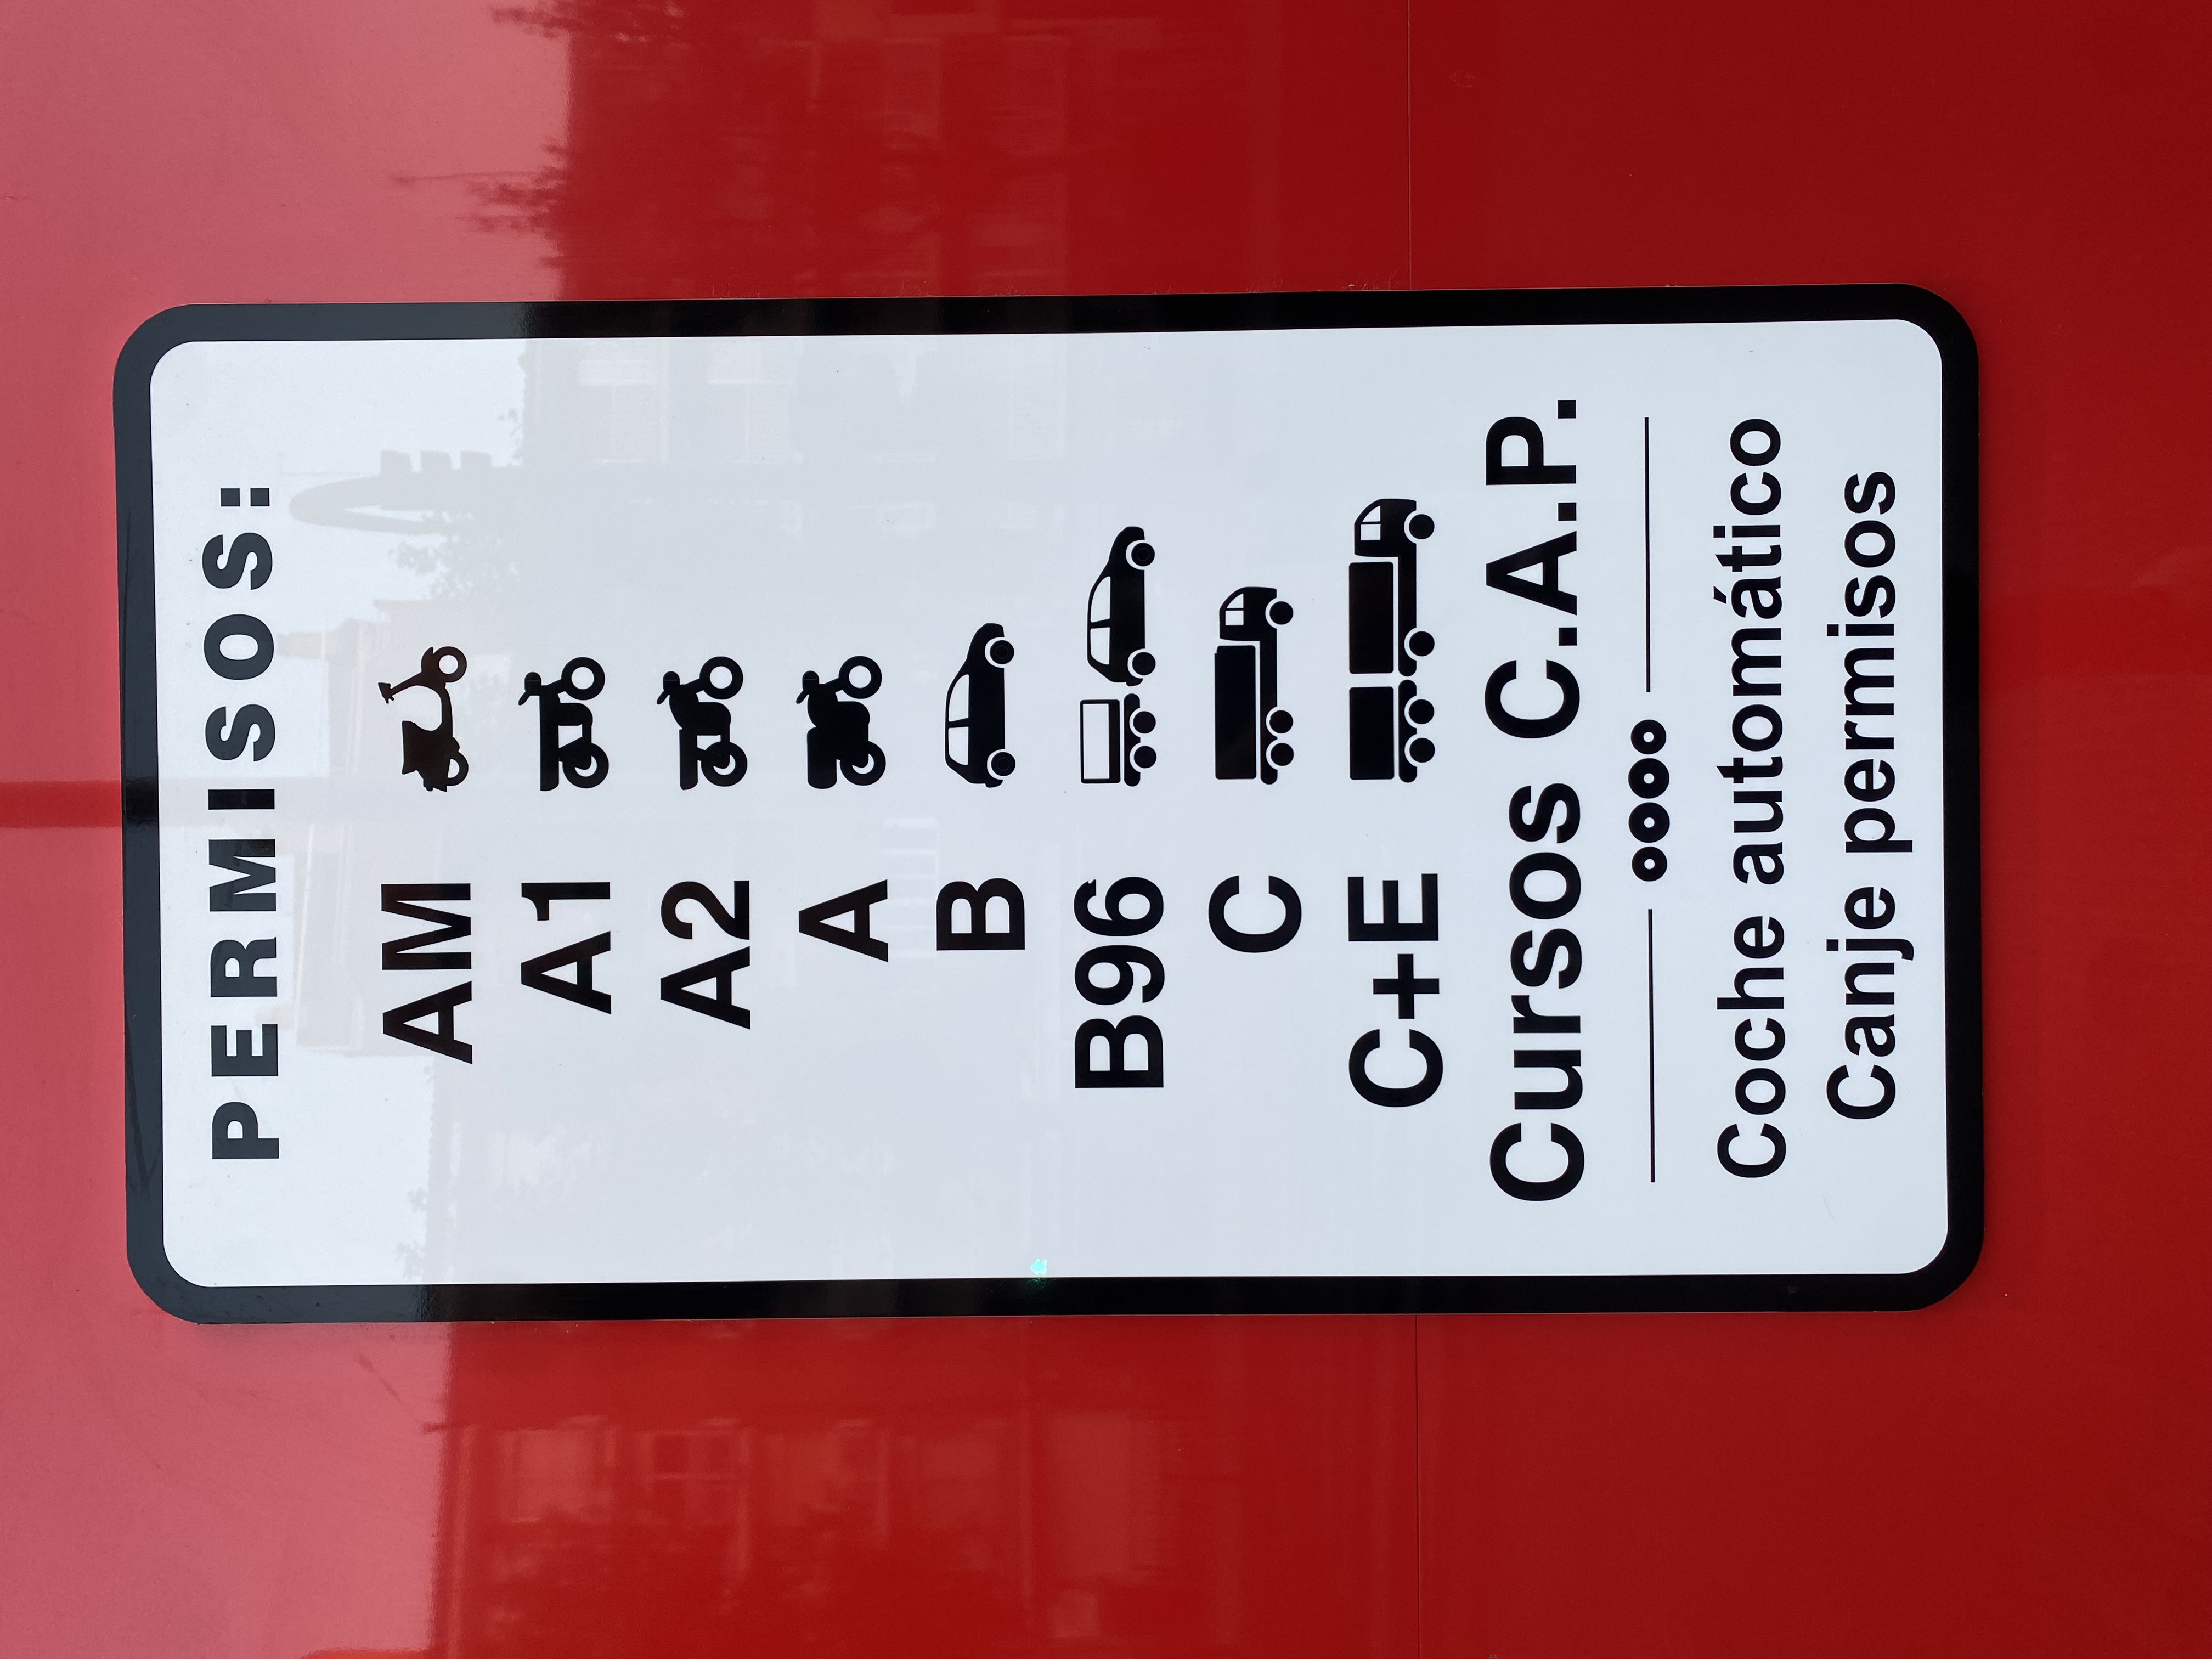 PERMISOS:
AM
A1
A2
A
B
B96
C
C+E
Cursos C.A.P.
Coche automático
Canje permisos